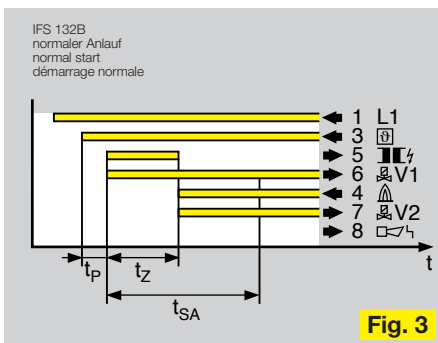 IFS 132B
normaler Anlauf
normal start
démarrage normale
1 L1
3 ϑ
5
6 V1
4
7 V2
8
t
tP
tZ
tSA
Fig. 3